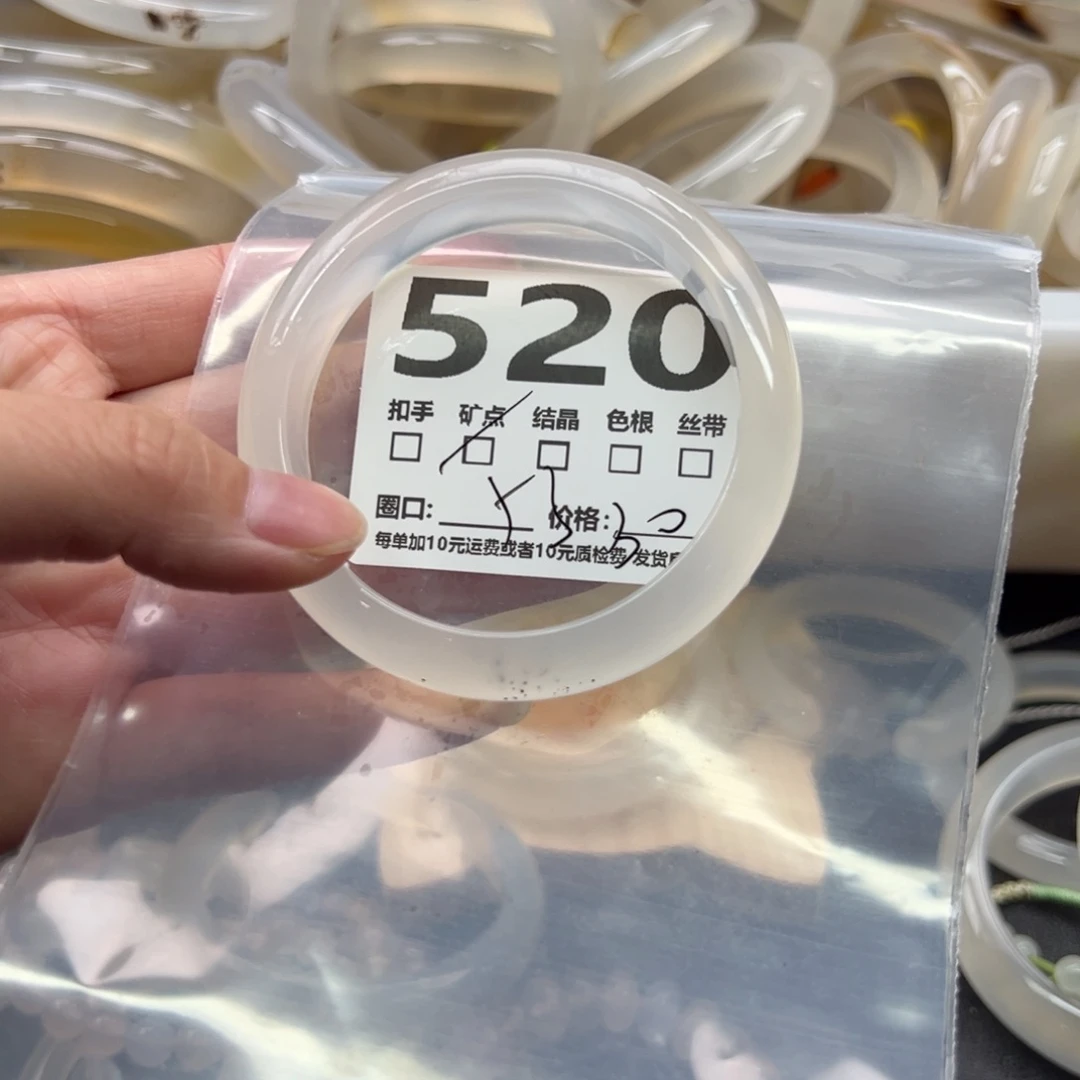 520
扣手 矿点 结晶 色根 丝带
圈口: 价格:
每单加10元运费或者10元质检费 发货